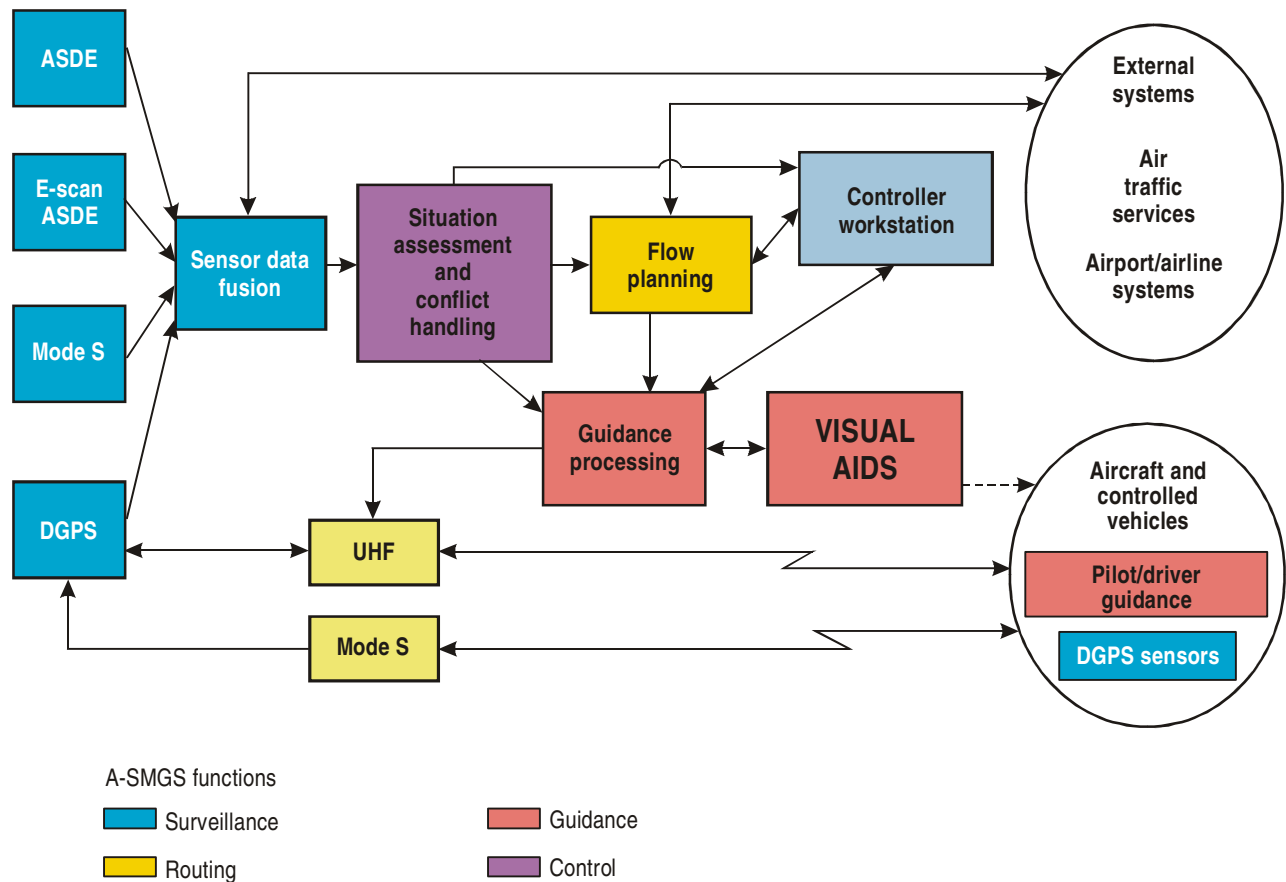 ASDE
E-scan
ASDE
Mode S
DGPS
Sensor data
fusion
Situation
assessment
and
conflict
handling
Flow
planning
Controller
workstation
External
systems
Air
traffic
services
Airport/airline
systems
Guidance
processing
VISUAL
AIDS
UHF
Mode S
Aircraft and
controlled
vehicles
Pilot/driver
guidance
DGPS sensors
A-SMGS functions
Surveillance
Guidance
Routing
Control